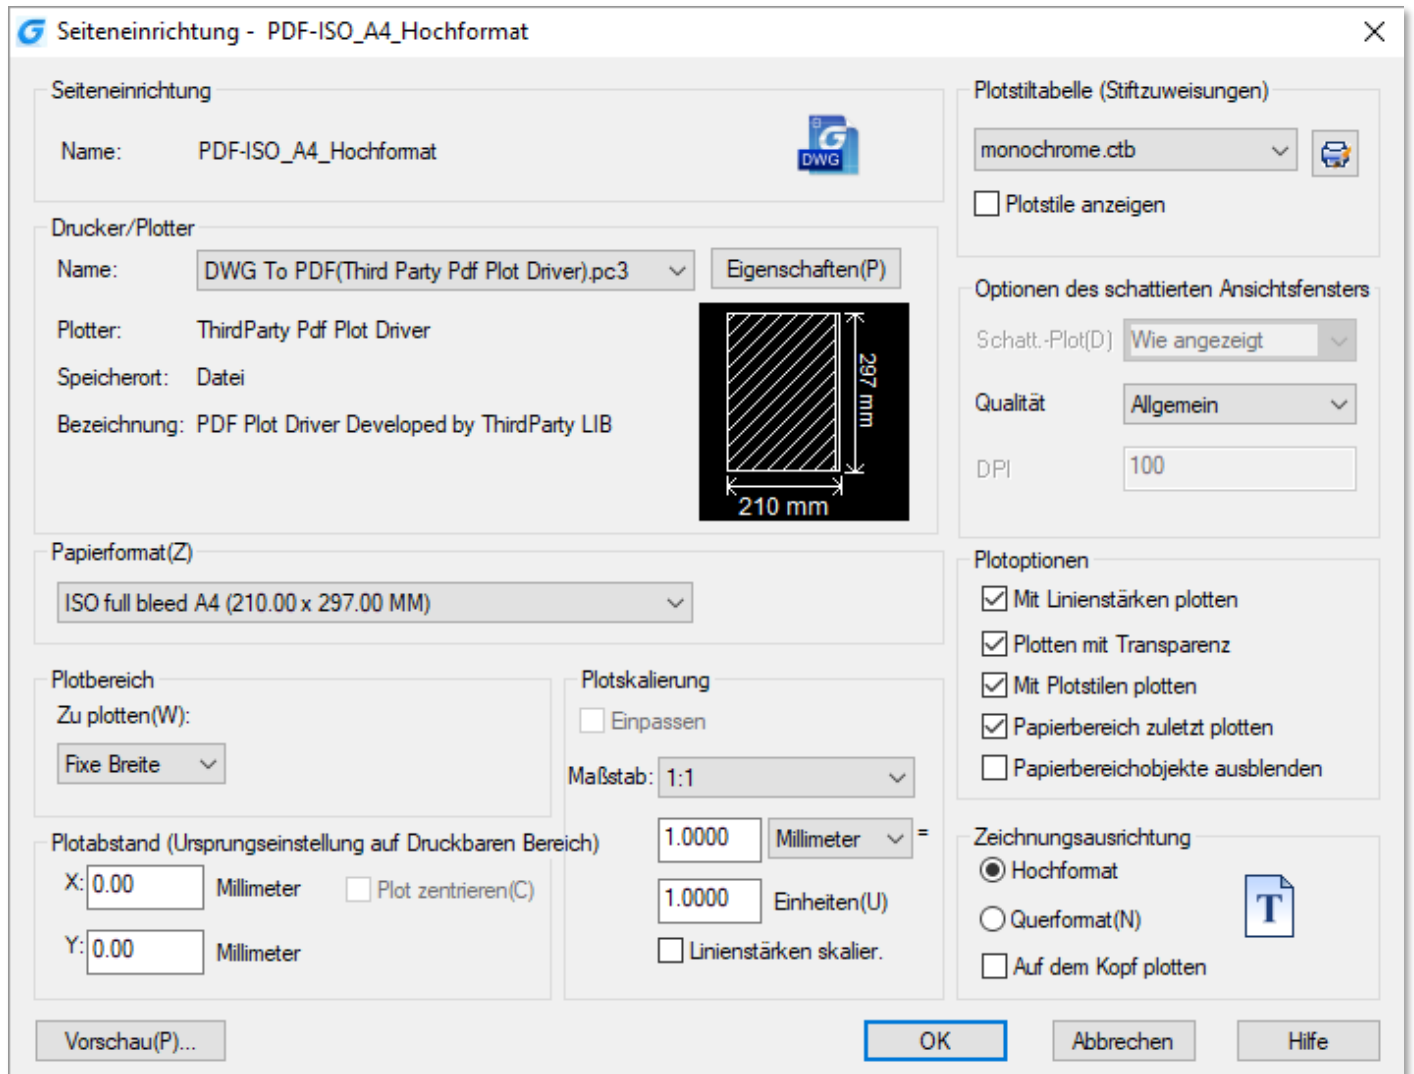 Seiteneinrichtung - PDF-ISO_A4_Hochformat
Seiteneinrichtung
Name: PDF-ISO_A4_Hochformat
DWG
Plotstiltabelle (Stiftzuweisungen)
monochrome.ctb
Plotstile anzeigen
Drucker/Plotter
Name: DWG To PDF(Third Party Pdf Plot Driver).pc3 Eigenschaften(P)
Plotter: ThirdParty Pdf Plot Driver
Speicherort: Datei
Bezeichnung: PDF Plot Driver Developed by ThirdParty LIB
297 mm
210 mm
Optionen des schattierten Ansichtsfensters
Schatt.-Plot(D) Wie angezeigt
Qualität Allgemein
DPI 100
Papierformat(Z)
ISO full bleed A4 (210.00 x 297.00 MM)
Plotoptionen
Mit Linienstärken plotten
Plotten mit Transparenz
Mit Plotstilen plotten
Papierbereich zuletzt plotten
Papierbereichobjekte ausblenden
Plotbereich
Zu plotten(W):
Fixe Breite
Plotskalierung
Einpassen
Maßstab: 1:1
1.0000 Millimeter =
1.0000 Einheiten(U)
Linienstärken skalier.
Plotabstand (Ursprungseinstellung auf Druckbaren Bereich)
X: 0.00 Millimeter Plot zentrieren(C)
Y: 0.00 Millimeter
Zeichnungsausrichtung
Hochformat
Querformat(N)
Auf dem Kopf plotten
T
Vorschau(P)... OK Abbrechen Hilfe